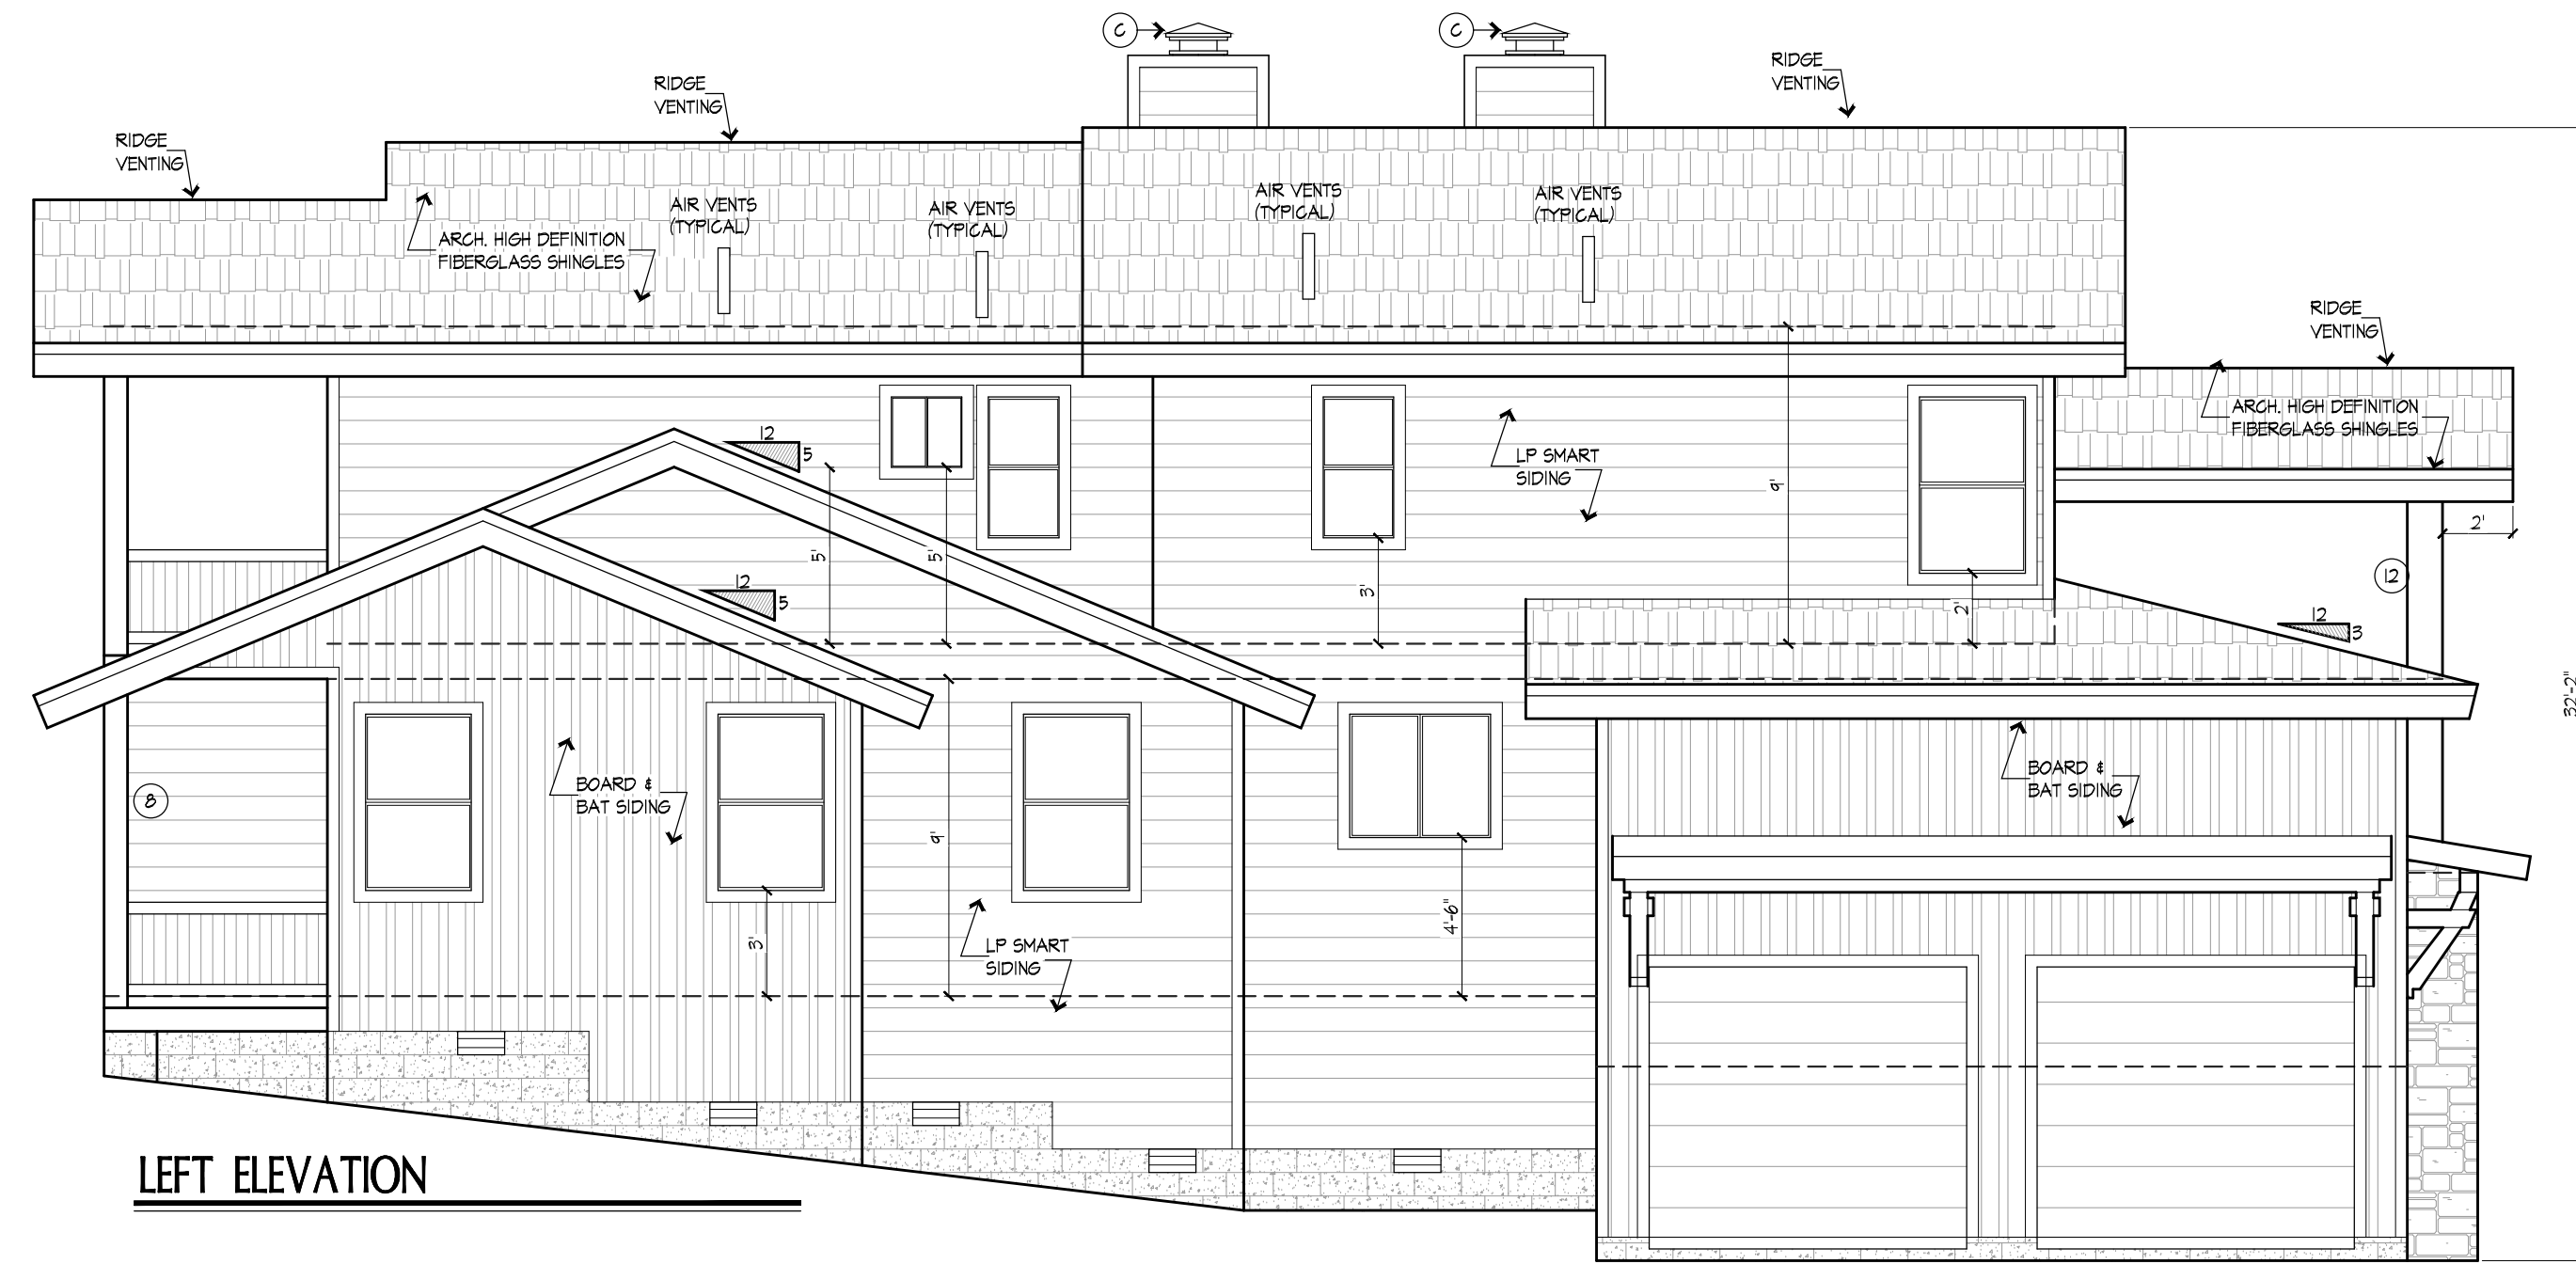 C
C
RIDGE
VENTING
RIDGE
VENTING
RIDGE
VENTING
AIR VENTS
(TYPICAL)
AIR VENTS
(TYPICAL)
AIR VENTS
(TYPICAL)
AIR VENTS
(TYPICAL)
ARCH. HIGH DEFINITION
FIBERGLASS SHINGLES
RIDGE
VENTING
ARCH. HIGH DEFINITION
FIBERGLASS SHINGLES
12
5
LP SMART
SIDING
9'
2'
5'
5'
3'
12
12
5
2'
12
3
32'-2"
8
BOARD &
BAT SIDING
BOARD &
BAT SIDING
9'
3'
LP SMART
SIDING
4'-6"
LEFT ELEVATION